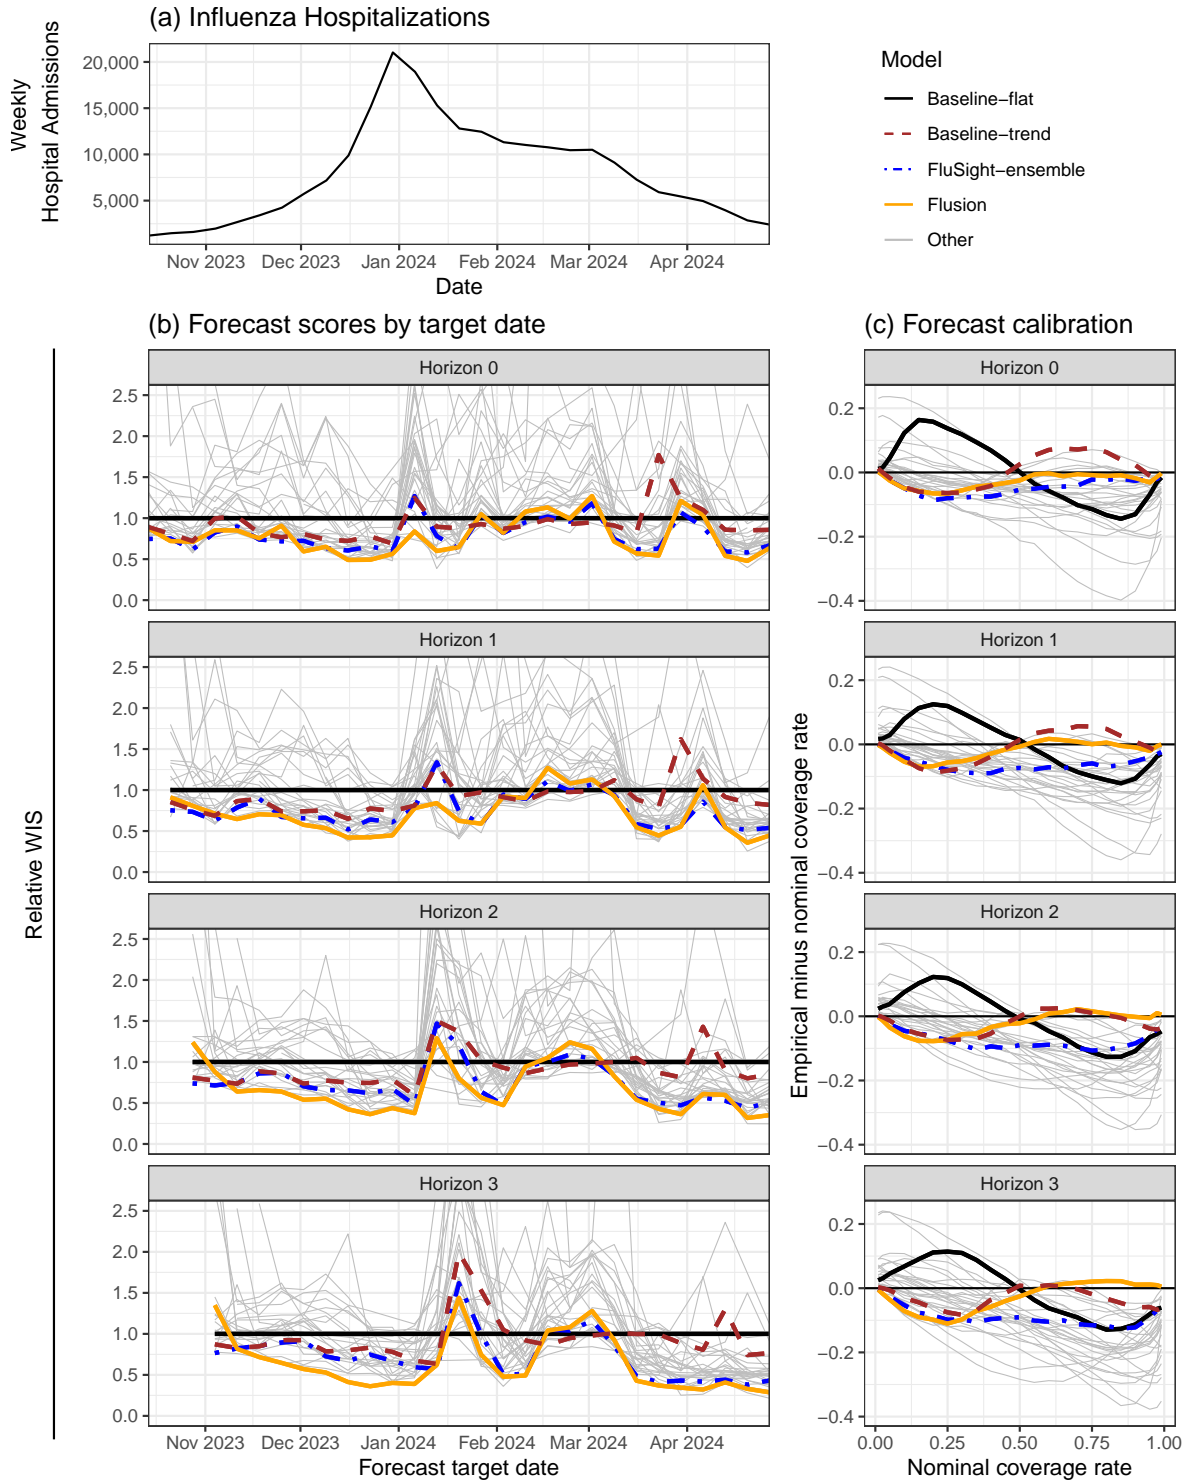 (a) Influenza Hospitalizations
Weekly
Hospital Admissions
20,000
15,000
10,000
5,000
Nov 2023
Dec 2023
Jan 2024
Feb 2024
Mar 2024
Apr 2024
Date
Model
Baseline−flat
Baseline−trend
FluSight−ensemble
Flusion
Other
(b) Forecast scores by target date
Relative WIS
Horizon 0
2.5
2.0
1.5
1.0
0.5
0.0
Horizon 1
2.5
2.0
1.5
1.0
0.5
0.0
Horizon 2
2.5
2.0
1.5
1.0
0.5
0.0
Horizon 3
2.5
2.0
1.5
1.0
0.5
0.0
Nov 2023
Dec 2023
Jan 2024
Feb 2024
Mar 2024
Apr 2024
Forecast target date
(c) Forecast calibration
Empirical minus nominal coverage rate
Horizon 0
0.2
0.0
−0.2
−0.4
Horizon 1
0.2
0.0
−0.2
−0.4
Horizon 2
0.2
0.0
−0.2
−0.4
Horizon 3
0.2
0.0
−0.2
−0.4
0.00
0.25
0.50
0.75
1.00
Nominal coverage rate